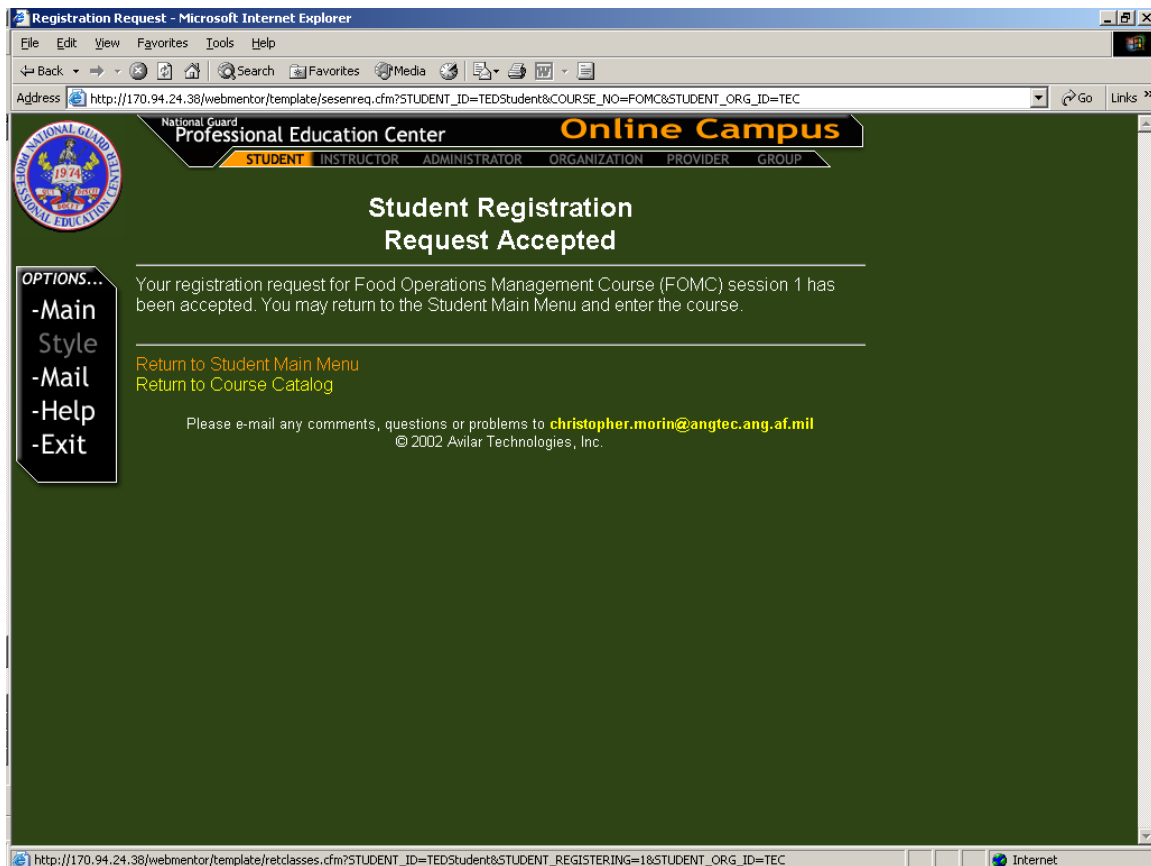 Registration Request - Microsoft Internet Explorer
File Edit View Favorites Tools Help
Back Search Favorites Media
Address http://170.94.24.38/webmentor/template/sesenreq.cfm?STUDENT_ID=TEDStudent&COURSE_NO=FOMC&STUDENT_ORG_ID=TEC Go Links »
National Guard
Professional Education Center Online Campus
STUDENT INSTRUCTOR ADMINISTRATOR ORGANIZATION PROVIDER GROUP
NATIONAL GUARD
PROFESSIONAL EDUCATION CENTER
1974
Student Registration
Request Accepted
OPTIONS...
-Main
Style
-Mail
-Help
-Exit
Your registration request for Food Operations Management Course (FOMC) session 1 has
been accepted. You may return to the Student Main Menu and enter the course.
Return to Student Main Menu
Return to Course Catalog
Please e-mail any comments, questions or problems to christopher.morin@angtec.ang.af.mil
© 2002 Avilar Technologies, Inc.
http://170.94.24.38/webmentor/template/retclasses.cfm?STUDENT_ID=TEDStudent&STUDENT_REGISTERING=1&STUDENT_ORG_ID=TEC Internet